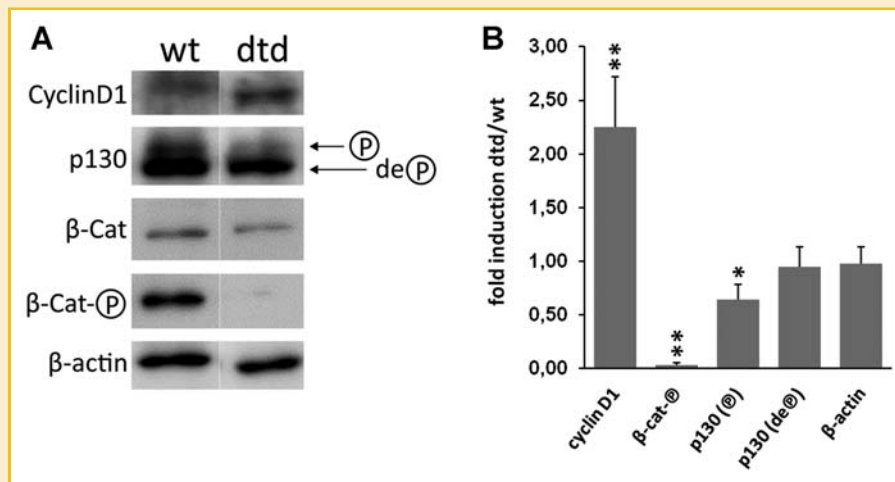 A
wt dtd
CyclinD1
p130
Ⓟ
deⓅ
β-Cat
β-Cat-Ⓟ
β-actin
B
fold induction dtd/wt
3,00
2,50
2,00
1,50
1,00
0,50
0,00
**
**
*
cyclin D1
β-cat-Ⓟ
p130 (Ⓟ)
p130 (deⓅ)
β-actin